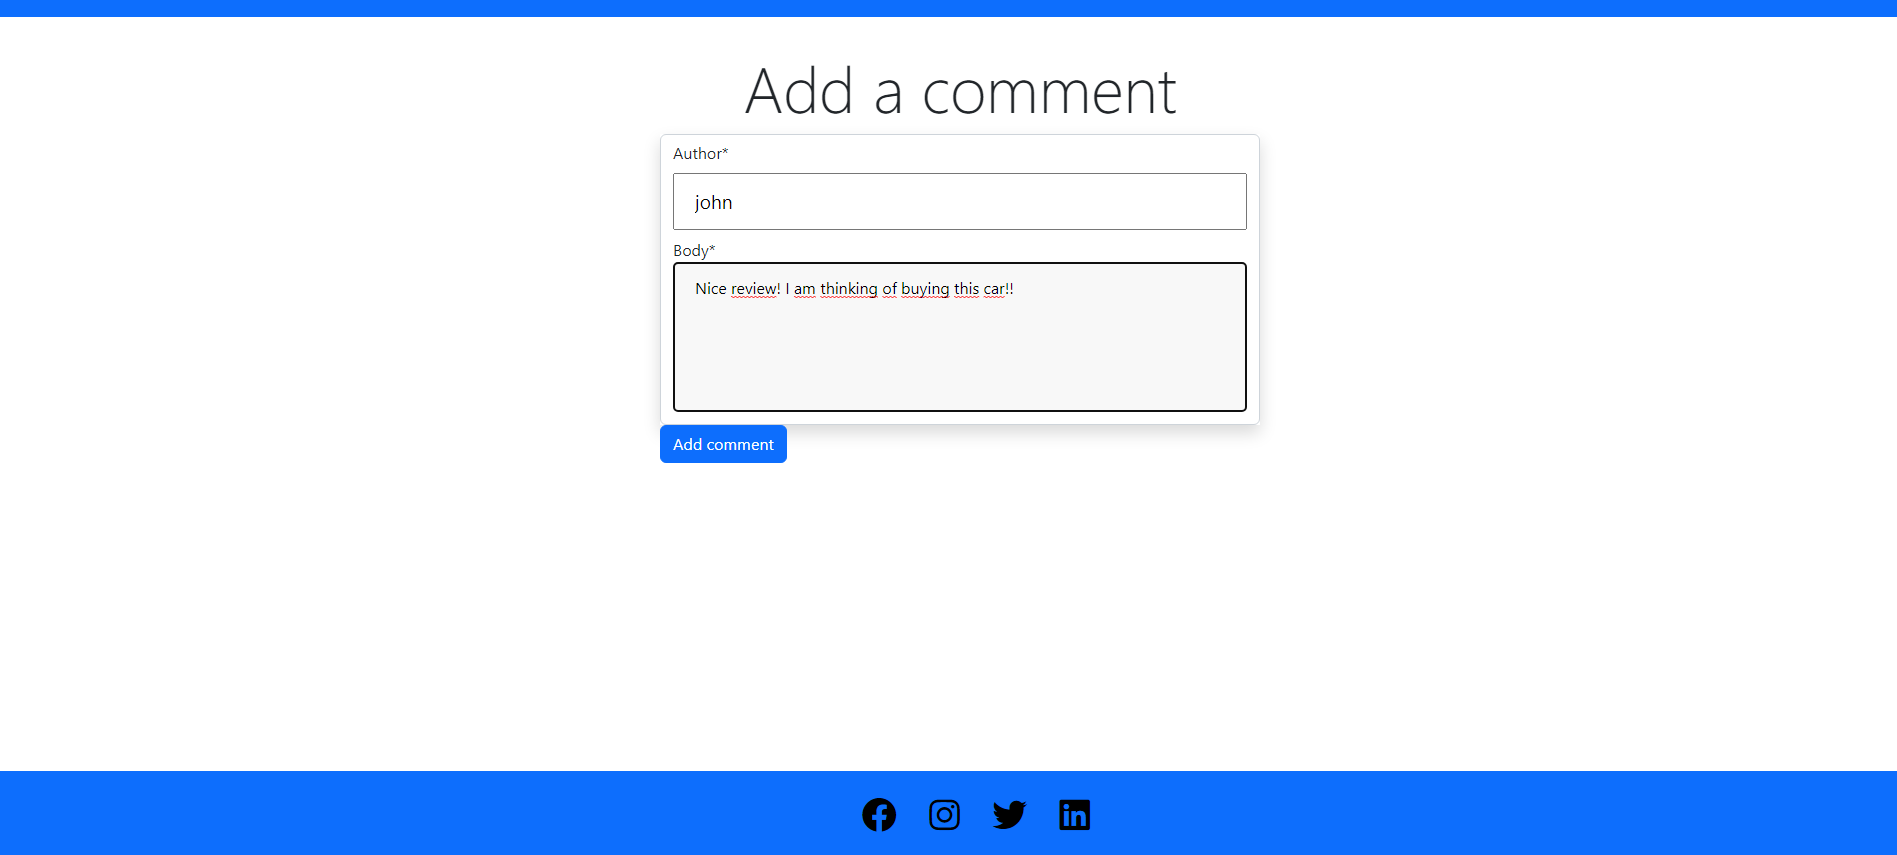 Add a comment
Author*
john
Body*
Nice review! I am thinking of buying this car!!
Add comment